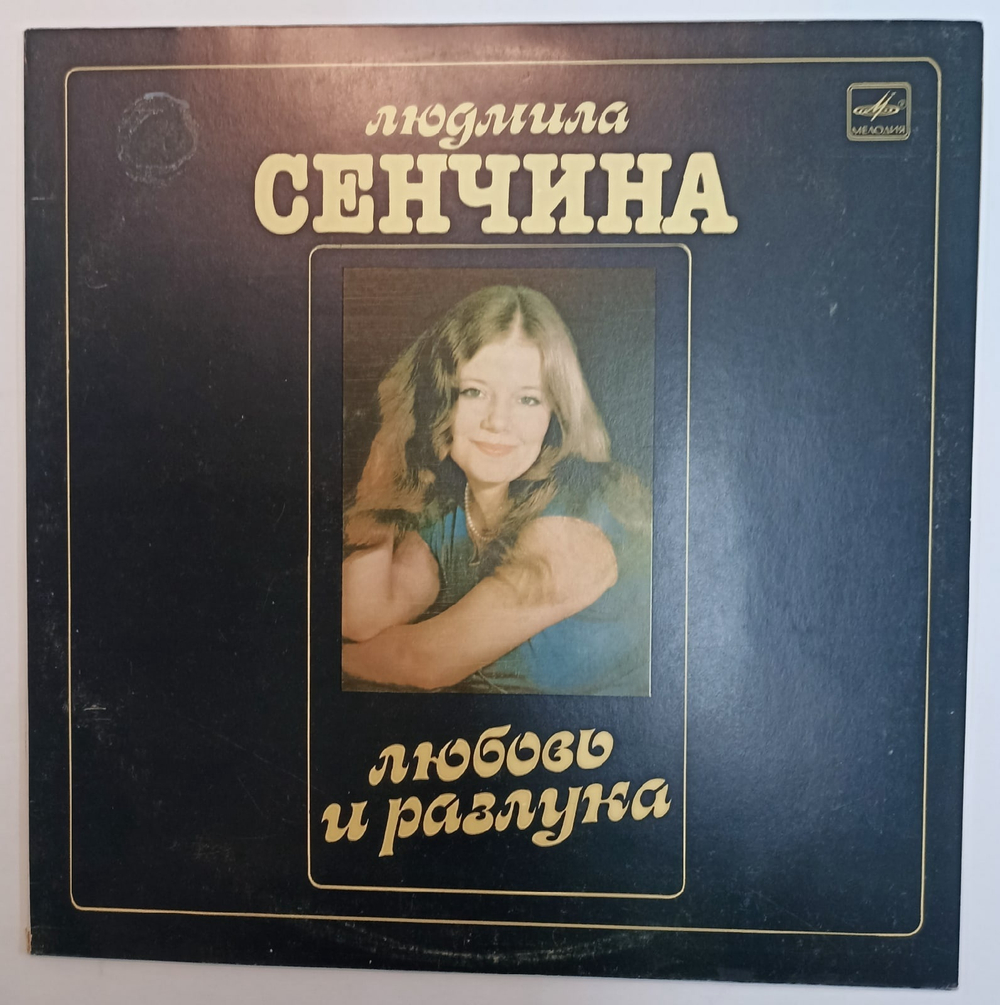 людмила
СЕНЧИНА
МЕЛОДИЯ
любовь
и разлука